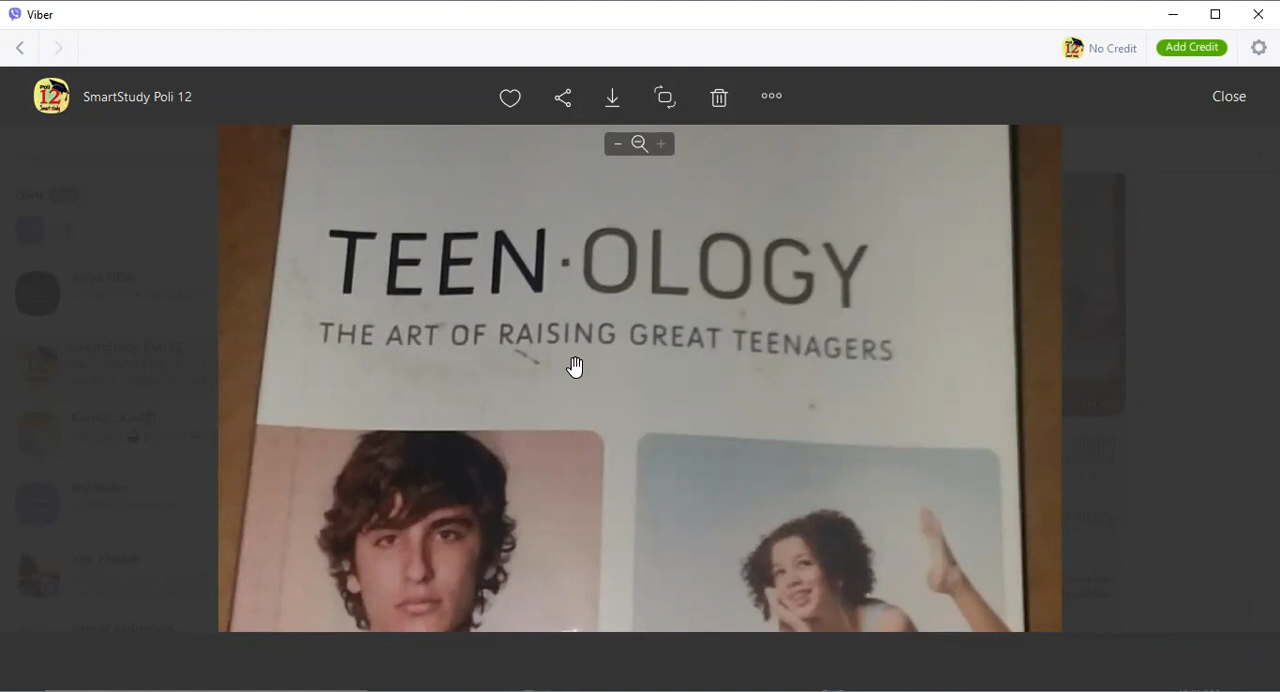 Viber
No Credit
Add Credit
SmartStudy Poli 12
Close
TEEN·OLOGY
THE ART OF RAISING GREAT TEENAGERS